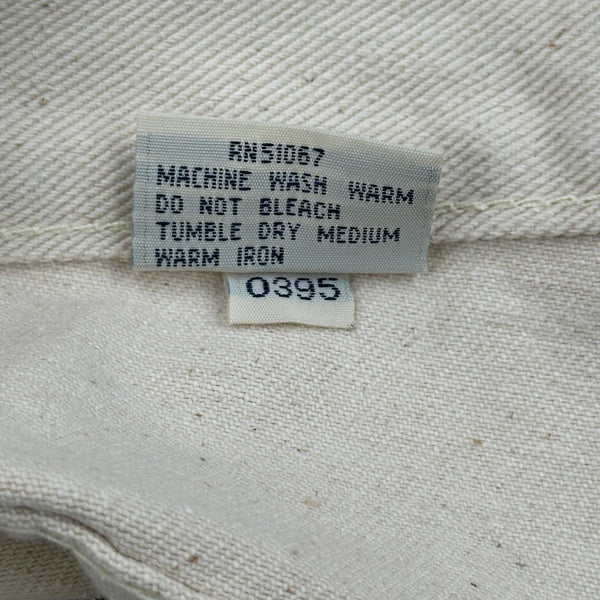 RN51067
MACHINE WASH WARM
DO NOT BLEACH
TUMBLE DRY MEDIUM
WARM IRON
0395